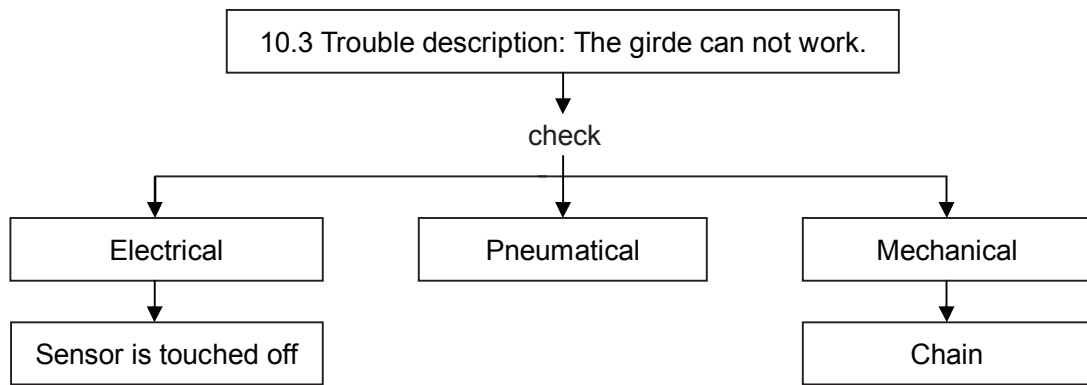 10.3 Trouble description: The girde can not work.
check
Electrical
Pneumatical
Mechanical
Sensor is touched off
Chain